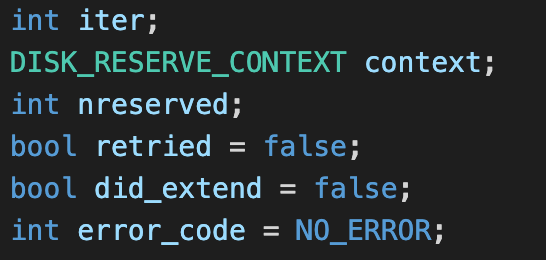 int iter;
DISK_RESERVE_CONTEXT context;
int nreserved;
bool retried = false;
bool did_extend = false;
int error_code = NO_ERROR;